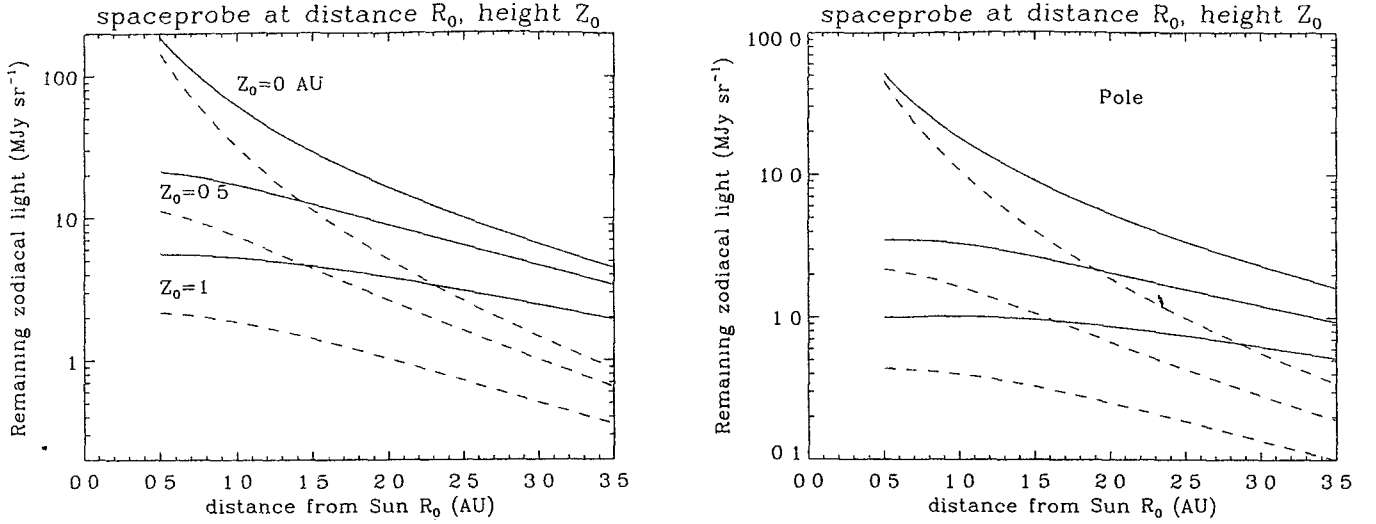 spaceprobe at distance R₀, height Z₀
Remaining zodiacal light (MJy sr⁻¹)
100
10
1
Z₀=0 AU
Z₀=0 5
Z₀=1
0 0 0 5 1 0 1 5 2 0 2 5 3 0 3 5
distance from Sun R₀ (AU)
spaceprobe at distance R₀, height Z₀
Remaining zodiacal light (MJy sr⁻¹)
100 0
10 0
1 0
0 1
Pole
0 0 0 5 1 0 1 5 2 0 2 5 3 0 3 5
distance from Sun R₀ (AU)